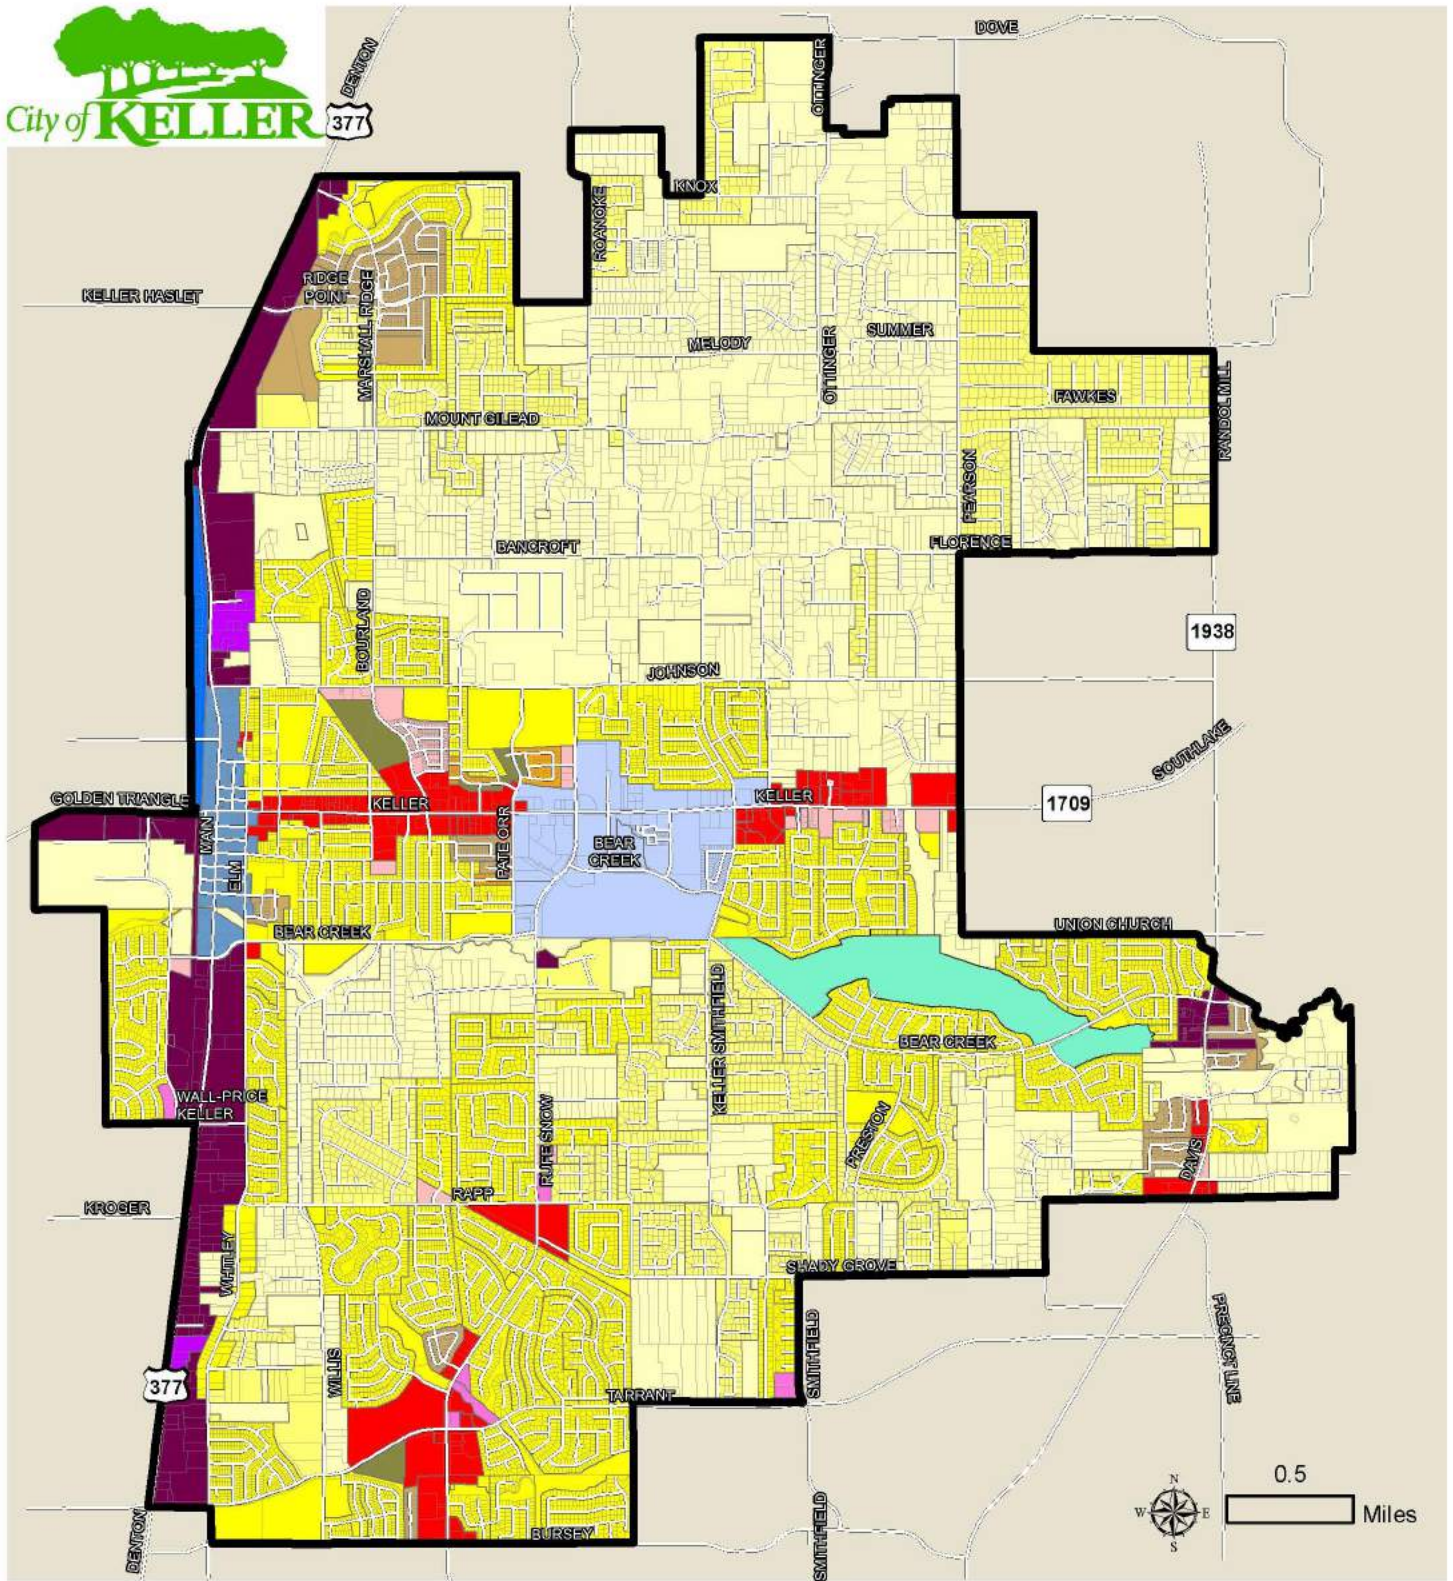 City of KELLER
DENTON
377
DOVE
OTTINGER
KNOX
ROANOKE
KELLER HASLET
RIDGE
POINT
MARSHALL RIDGE
MELODY
OTTINGER
SUMMER
MOUNT GILEAD
FAWKES
RANDOL MILL
PEARSON
BANCROFT
FLORENCE
BOURLAND
JOHNSON
1938
SOUTHLAKE
GOLDEN TRIANGLE
MAIN
ELM
KELLER
PATE ORR
BEAR
CREEK
KELLER
1709
BEAR CREEK
UNION CHURCH
KELLER SMITHFIELD
BEAR CREEK
WALL-PRICE
KELLER
RUFE SNOW
PRESTON
DAVIS
KROGER
RAPP
WHITLEY
SHADY GROVE
WILLIS
377
TARRANT
SMITHFIELD
PRECINCT LINE
DENTON
BURSEY
SMITHFIELD
N
W E
S
0.5
Miles